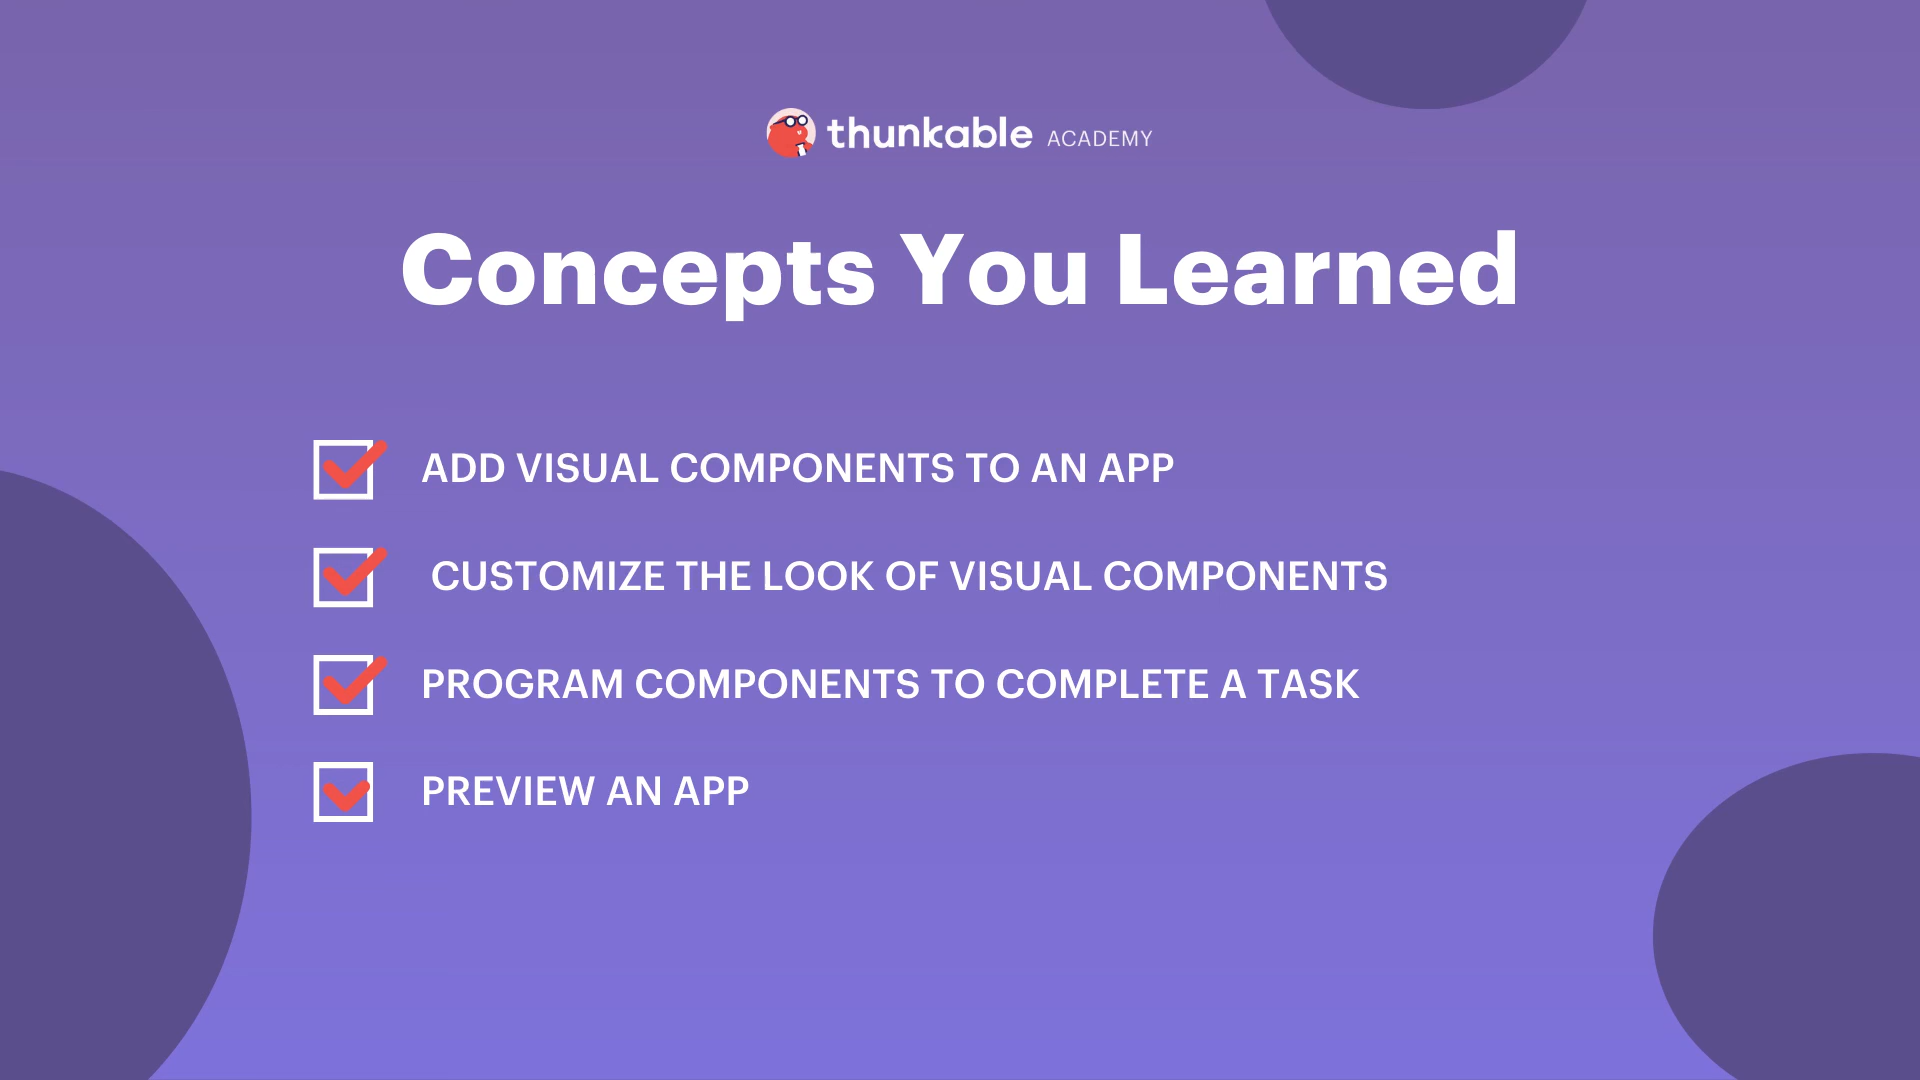 thunkable ACADEMY
Concepts You Learned
ADD VISUAL COMPONENTS TO AN APP
CUSTOMIZE THE LOOK OF VISUAL COMPONENTS
PROGRAM COMPONENTS TO COMPLETE A TASK
PREVIEW AN APP